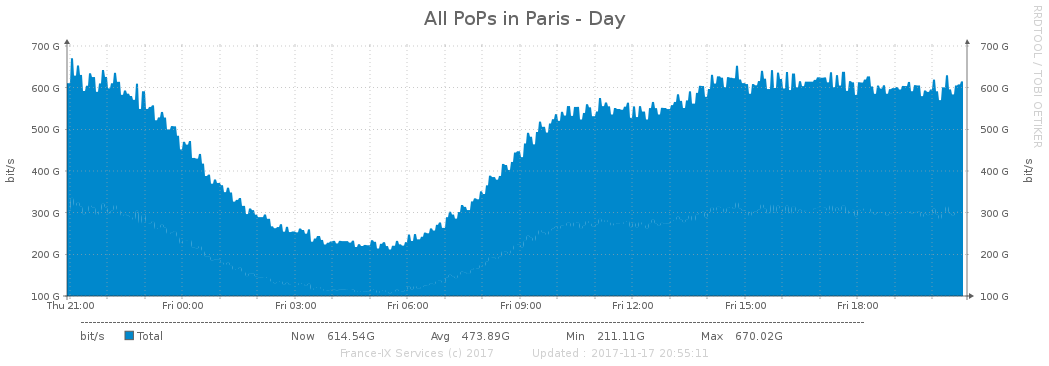 All PoPs in Paris - Day
RRDTOOL / TOBI OETIKER
700 G 700 G
600 G 600 G
500 G 500 G
400 G 400 G
300 G 300 G
200 G 200 G
100 G 100 G
bit/s bit/s
Thu 21:00 Fri 00:00 Fri 03:00 Fri 06:00 Fri 09:00 Fri 12:00 Fri 15:00 Fri 18:00
bit/s Total Now 614.54G Avg 473.89G Min 211.11G Max 670.02G
France-IX Services (c) 2017 Updated : 2017-11-17 20:55:11